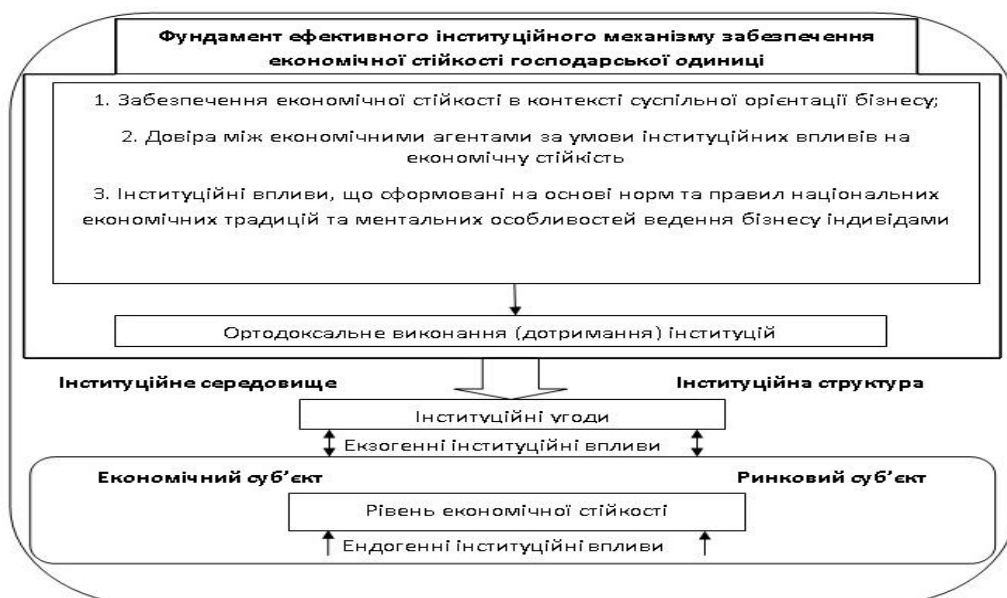 Фундамент ефективного інституційного механізму забезпечення
економічної стійкості господарської одиниці
1. Забезпечення економічної стійкості в контексті суспільної орієнтації бізнесу;
2. Довіра між економічними агентами за умови інституційних впливів на
економічну стійкість
3. Інституційні впливи, що сформовані на основі норм та правил національних
економічних традицій та ментальних особливостей ведення бізнесу індивідами
Ортодоксальне виконання (дотримання) інституцій
Інституційне середовище
Інституційна структура
Інституційні угоди
Екзогенні інституційні впливи
Економічний суб’єкт
Ринковий суб’єкт
Рівень економічної стійкості
Ендогенні інституційні впливи